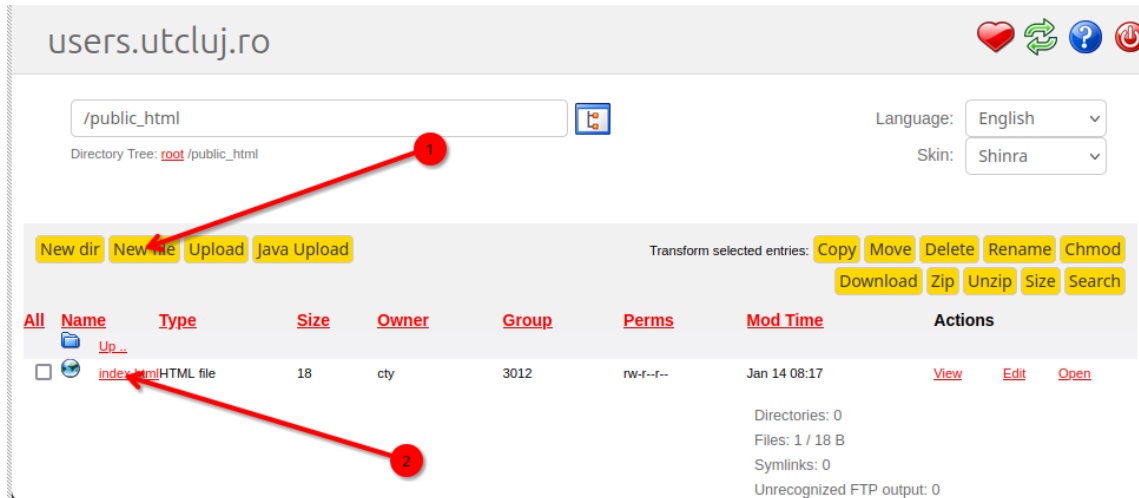 users.utcluj.ro
/public_html
Language: English
Directory Tree: root /public_html
Skin: Shinra
1
New dir New file Upload Java Upload
Transform selected entries: Copy Move Delete Rename Chmod
Download Zip Unzip Size Search
All Name Type Size Owner Group Perms Mod Time Actions
Up ..
index.html HTML file 18 cty 3012 rw-r--r-- Jan 14 08:17 View Edit Open
Directories: 0
Files: 1 / 18 B
2
Symlinks: 0
Unrecognized FTP output: 0